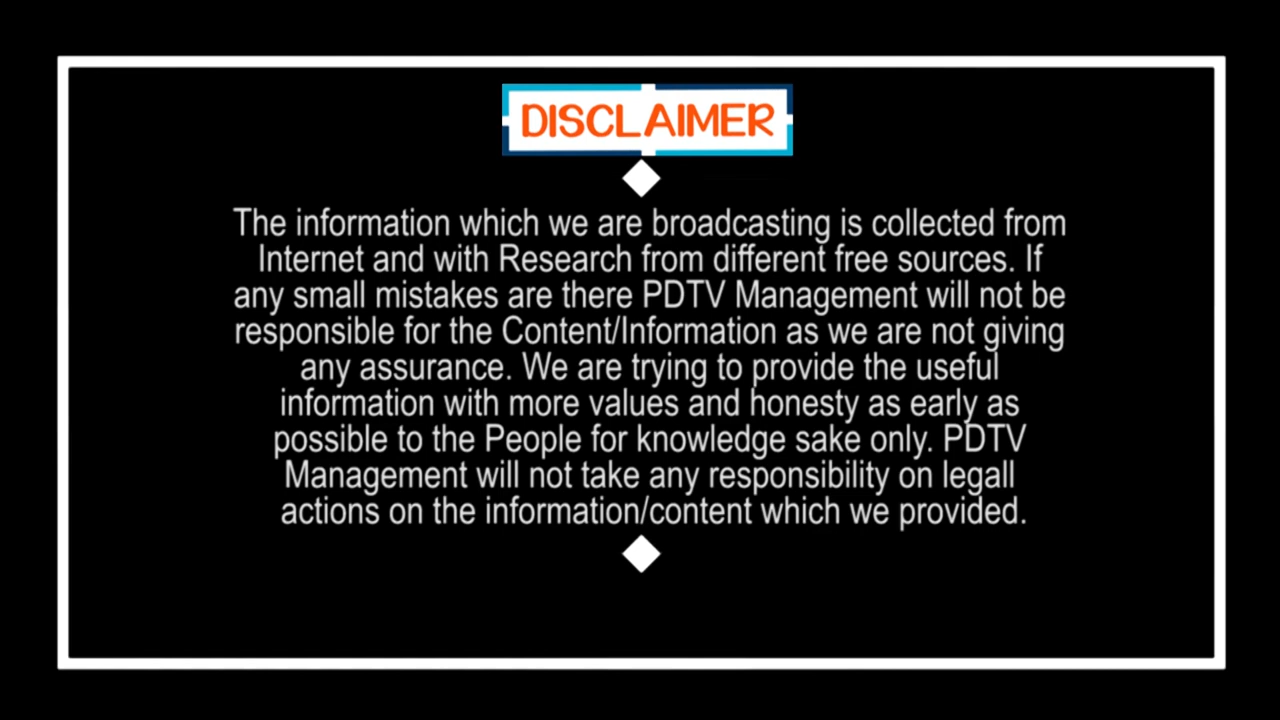 DISCLAIMER
The information which we are broadcasting is collected from
Internet and with Research from different free sources. If
any small mistakes are there PDTV Management will not be
responsible for the Content/Information as we are not giving
any assurance. We are trying to provide the useful
information with more values and honesty as early as
possible to the People for knowledge sake only. PDTV
Management will not take any responsibility on legall
actions on the information/content which we provided.